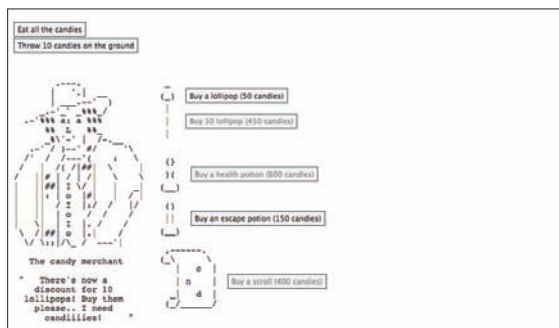 Eat all the candies
Throw 10 candies on the ground
Buy a lollipop (50 candies)
Buy 10 lollipop (450 candies)
Buy a health potion (600 candies)
Buy an escape potion (150 candies)
Buy a scroll (400 candies)
The candy merchant
" There's now a
discount for 10
lollipops! Buy them
please.. I need
candiiiies! "